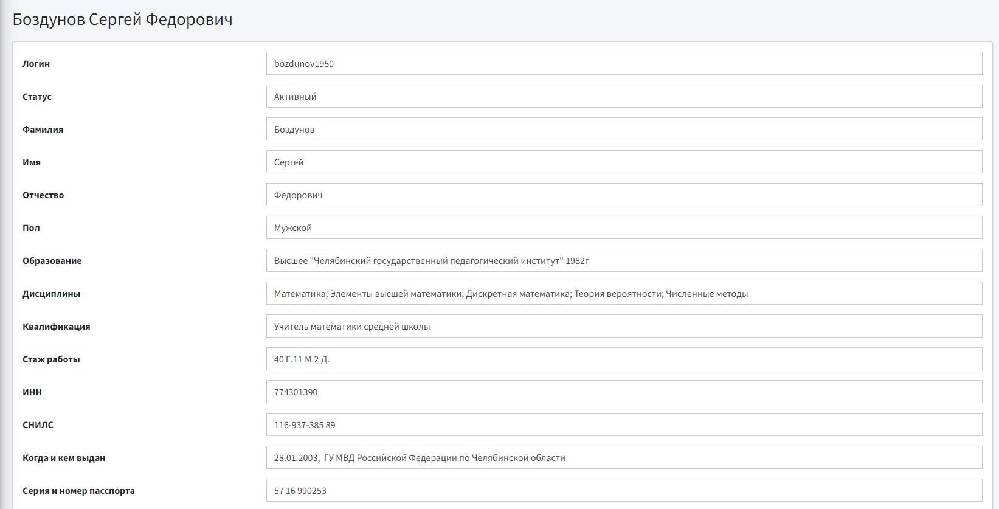 Боздунов Сергей Федорович
Логин bozdunov1950
Статус Активный
Фамилия Боздунов
Имя Сергей
Отчество Федорович
Пол Мужской
Образование Высшее "Челябинский государственный педагогический институт" 1982г
Дисциплины Математика; Элементы высшей математики; Дискретная математика; Теория вероятности; Численные методы
Квалификация Учитель математики средней школы
Стаж работы 40 Г.11 М.2 Д.
ИНН 774301390
СНИЛС 116-937-385 89
Когда и кем выдан 28.01.2003, ГУ МВД Российской Федерации по Челябинской области
Серия и номер пасспорта 57 16 990253